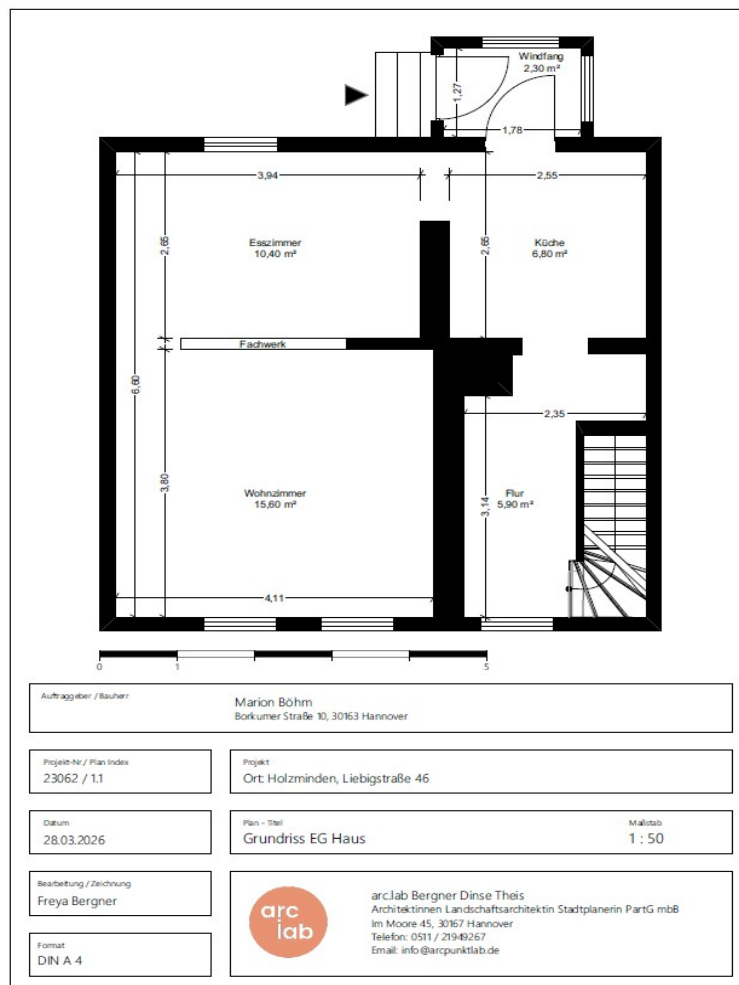 Windfang
2,30 m²
1,27
1,78
3,94
2,55
2,65
Esszimmer
10,40 m²
2,65
Küche
6,80 m²
Fachwerk
6,60
2,35
3,80
Wohnzimmer
15,60 m²
3,14
Flur
5,90 m²
4,11
0 1 5
Auftraggeber / Bauherr
Marion Böhm
Borkumer Straße 10, 30163 Hannover
Projekt-Nr./ Plan Index
23062 / 1.1
Projekt
Ort: Holzminden, Liebigstraße 46
Datum
28.03.2026
Plan - Titel
Grundriss EG Haus
Maßstab
1 : 50
Bearbeitung / Zeichnung
Freya Bergner
Format
DIN A 4
arc
lab
arc.lab Bergner Dinse Theis
Architektinnen Landschaftsarchitektin Stadtplanerin PartG mbB
Im Moore 45, 30167 Hannover
Telefon: 0511 / 21949267
Email: info@arcpunktlab.de